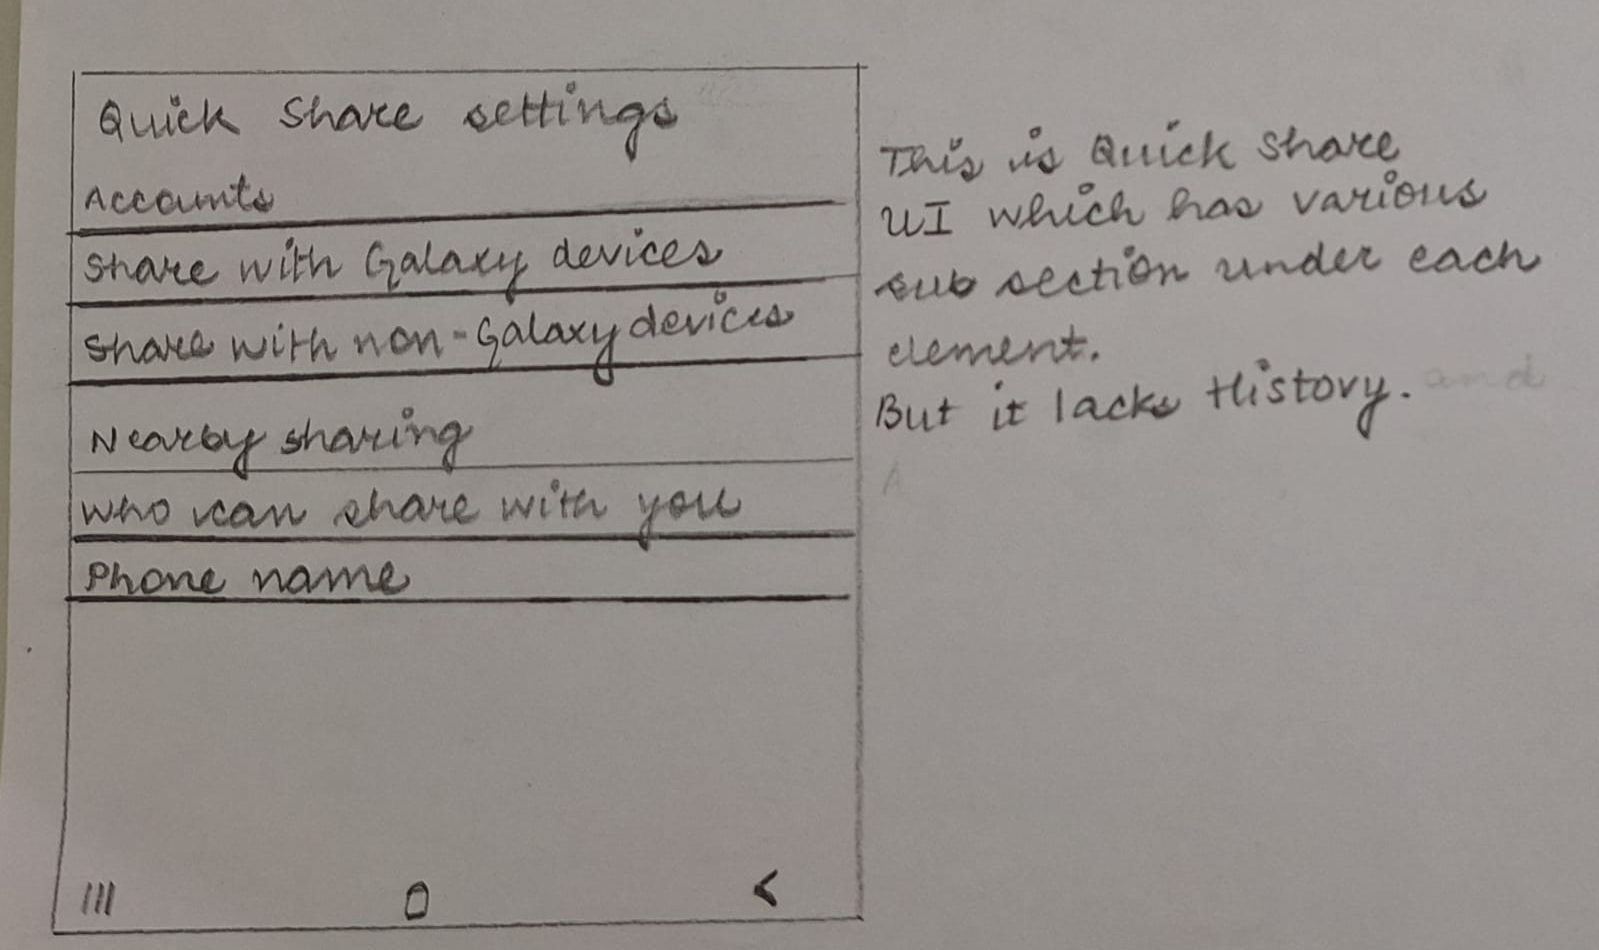 Quick Share settings
Accounts
Share with Galaxy devices
Share with non-Galaxy devices
Nearby sharing
Who can share with you
Phone name
This is Quick Share
UI which has various
sub section under each
element.
But it lacks History. and